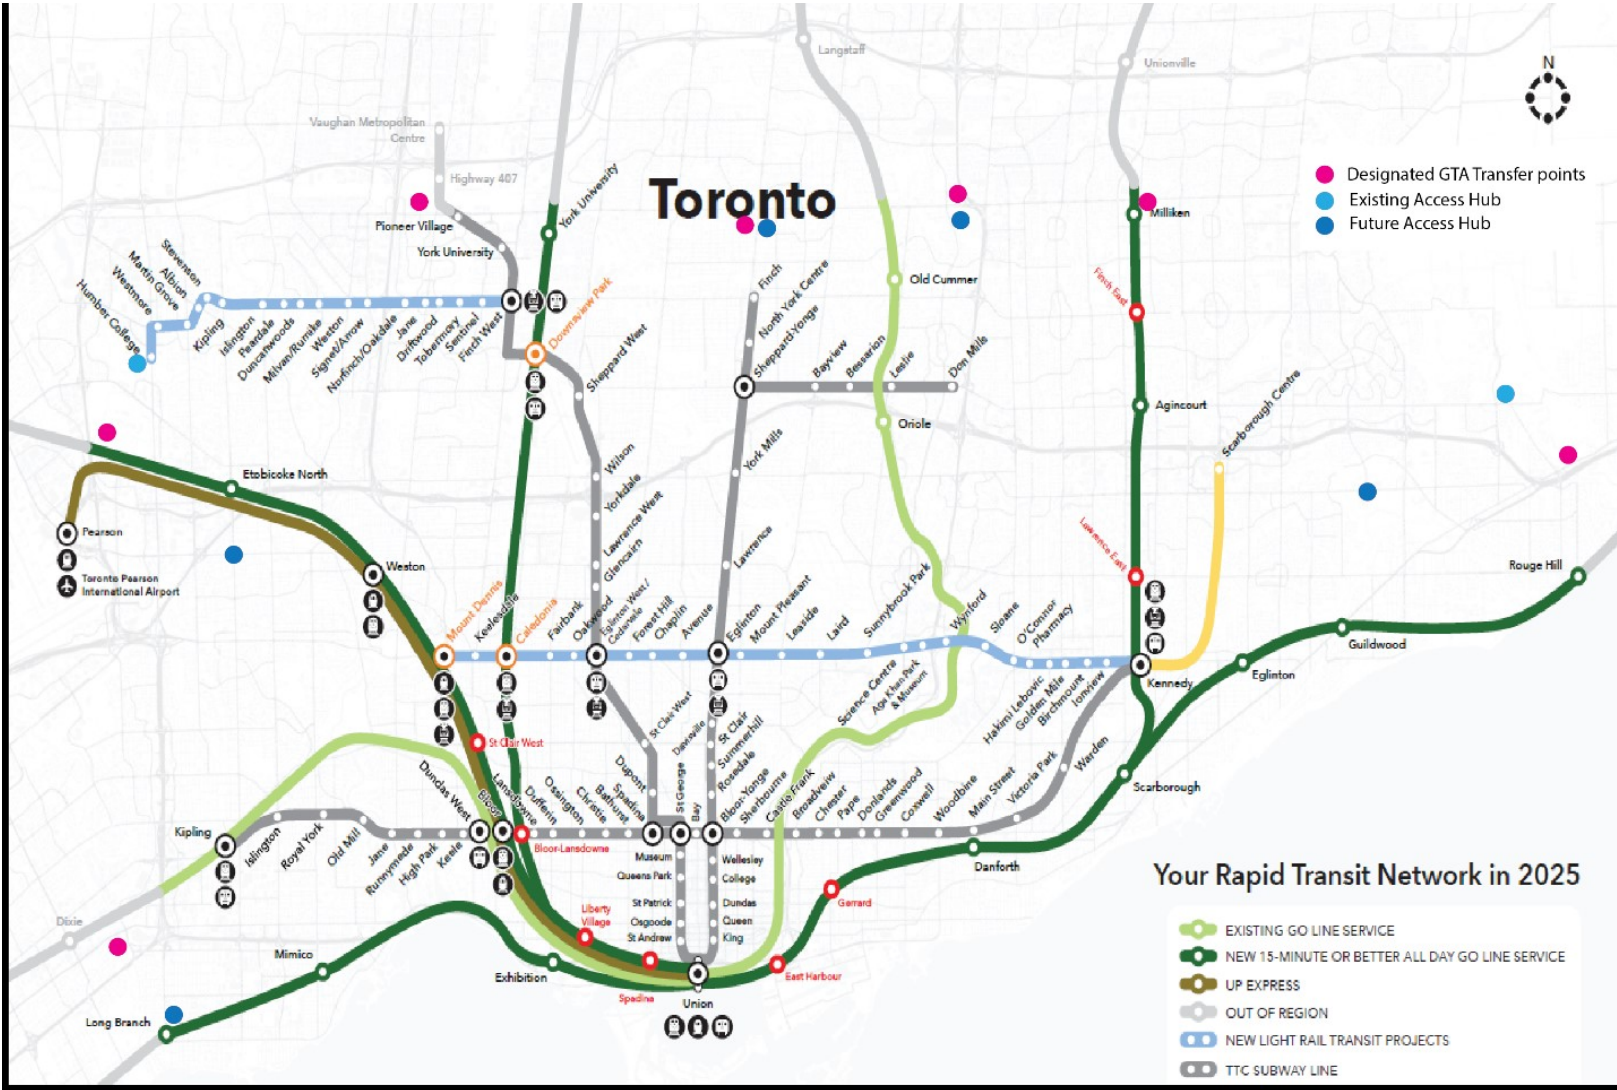 Langstaff
Unionville
N
Vaughan Metropolitan
Centre
Highway 407
Pioneer Village
York University
York University
Toronto
Designated GTA Transfer points
Existing Access Hub
Future Access Hub
Milliken
Finch East
Agincourt
Lawrence East
Scarborough Centre
Humber College
Westmore
Martin Grove
Albion
Stevenson
Kipling
Islington
Pearldale
Duncanwoods
Milvan/Rumike
Weston
Signet/Arrow
Norfinch/Oakdale
Jane
Driftwood
Tobermory
Sentinel
Finch West
Downsview Park
Sheppard West
Wilson
Yorkdale
Lawrence West
Glencairn
Finch
North York Centre
Sheppard-Yonge
Bayview
Bessarion
Leslie
Don Mills
Old Cummer
Oriole
York Mills
Lawrence
Etobicoke North
Pearson
Toronto Pearson
International Airport
Weston
Mount Dennis
Keelesdale
Caledonia
Fairbank
Oakwood
Eglinton West/
Cedarvale
Forest Hill
Chaplin
Avenue
Eglinton
Mount Pleasant
Leaside
Laird
Sunnybrook Park
Science Centre
Aga Khan Park
& Museum
Wynford
Sloane
O'Connor
Pharmacy
Hakimi Lebovic
Golden Mile
Birchmount
Ionview
Kennedy
Rouge Hill
Guildwood
Eglinton
Scarborough
St Clair West
St Clair West
Dupont
Davisville
St Clair
Summerhill
Rosedale
Kipling
Islington
Royal York
Old Mill
Jane
Runnymede
High Park
Keele
Dundas West
Bloor
Lansdowne
Dufferin
Ossington
Christie
Bathurst
Spadina
St George
Bay
Bloor-Yonge
Sherbourne
Castle Frank
Broadview
Chester
Pape
Donlands
Greenwood
Coxwell
Woodbine
Main Street
Victoria Park
Warden
Bloor-Lansdowne
Museum
Queens Park
St Patrick
Osgoode
St Andrew
Wellesley
College
Dundas
Queen
King
Danforth
Gerrard
East Harbour
Union
Spadina
Liberty
Village
Exhibition
Mimico
Long Branch
Dixie
Your Rapid Transit Network in 2025
EXISTING GO LINE SERVICE
NEW 15-MINUTE OR BETTER ALL DAY GO LINE SERVICE
UP EXPRESS
OUT OF REGION
NEW LIGHT RAIL TRANSIT PROJECTS
TTC SUBWAY LINE